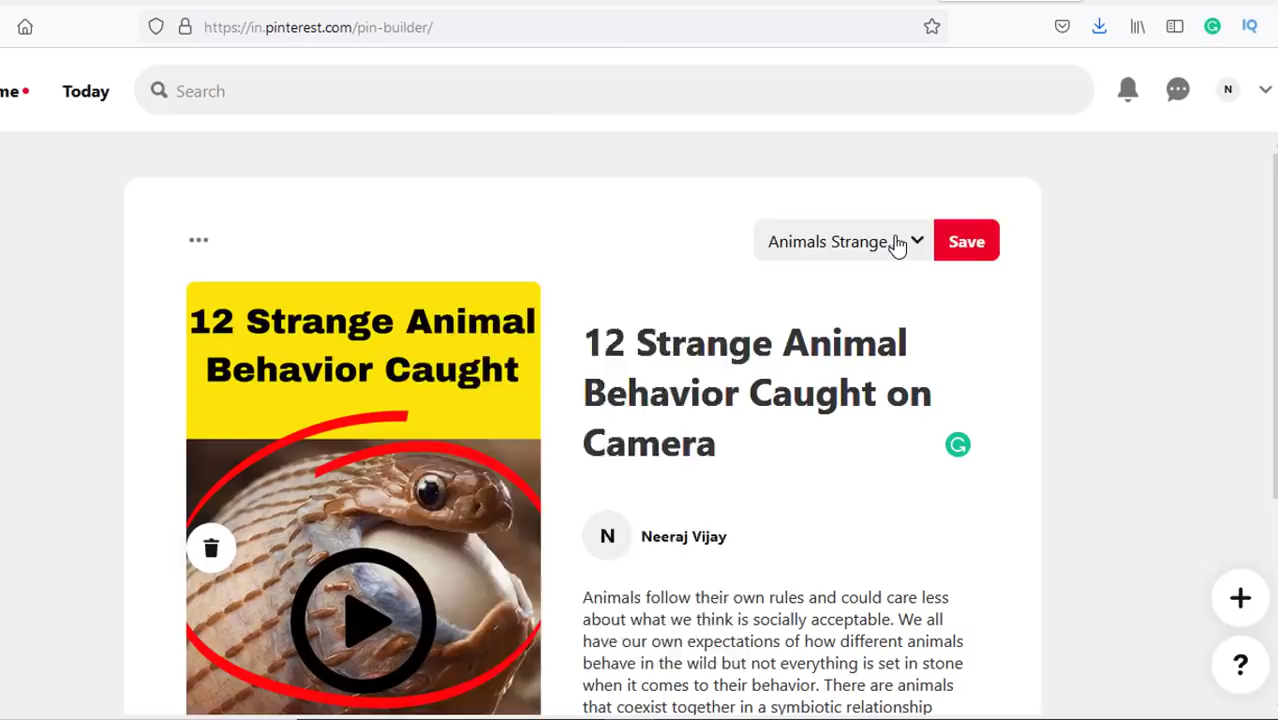 https://in.pinterest.com/pin-builder/
IQ
me
Today
Search
N
Animals Strange
Save
12 Strange Animal
Behavior Caught
12 Strange Animal
Behavior Caught on
Camera
N
Neeraj Vijay
Animals follow their own rules and could care less
about what we think is socially acceptable. We all
have our own expectations of how different animals
behave in the wild but not everything is set in stone
when it comes to their behavior. There are animals
that coexist together in a symbiotic relationship
?